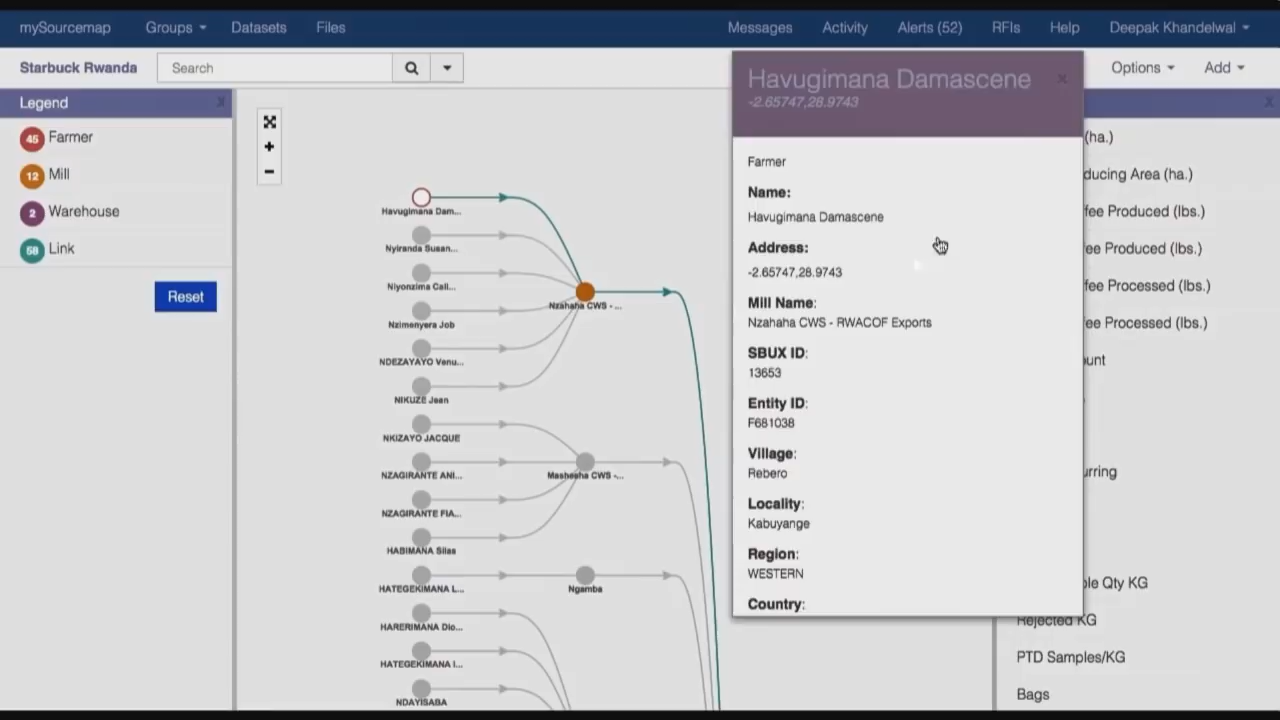 mySourcemap Groups Datasets Files Messages Activity Alerts (52) RFIs Help Deepak Khandelwal
Starbuck Rwanda Search Options Add
Legend
45 Farmer
12 Mill
2 Warehouse
58 Link
Reset
Havugimana Dam...
Nyiranda Susan...
Niyonzima Cali...
Nzimenyera Job
NDEZAYAYO Venu...
NIKUZE Jean
NKIZAYO JACQUE
NZAGIRANTE ANI...
NZAGIRANTE FIA...
HABIMANA Silas
HATEGEKIMANA L...
HARERIMANA Dio...
HATEGEKIMANA I...
NDAYISABA
Nzahaha CWS - ...
Mashesha CWS -...
Ngamba
Havugimana Damascene
-2.65747,28.9743
Farmer
Name:
Havugimana Damascene
Address:
-2.65747,28.9743
Mill Name:
Nzahaha CWS - RWACOF Exports
SBUX ID:
13653
Entity ID:
F681038
Village:
Rebero
Locality:
Kabuyange
Region:
WESTERN
Country:
(ha.)
ducing Area (ha.)
fee Produced (lbs.)
ee Produced (lbs.)
fee Processed (lbs.)
ee Processed (lbs.)
unt
urring
ple Qty KG
Rejected KG
PTD Samples/KG
Bags